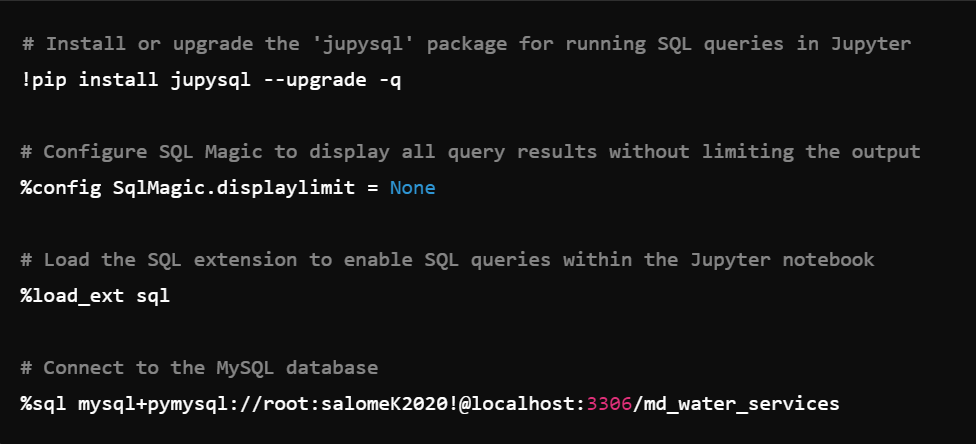 # Install or upgrade the 'jupysql' package for running SQL queries in Jupyter
!pip install jupysql --upgrade -q
# Configure SQL Magic to display all query results without limiting the output
%config SqlMagic.displaylimit = None
# Load the SQL extension to enable SQL queries within the Jupyter notebook
%load_ext sql
# Connect to the MySQL database
%sql mysql+pymysql://root:salomeK2020!@localhost:3306/md_water_services